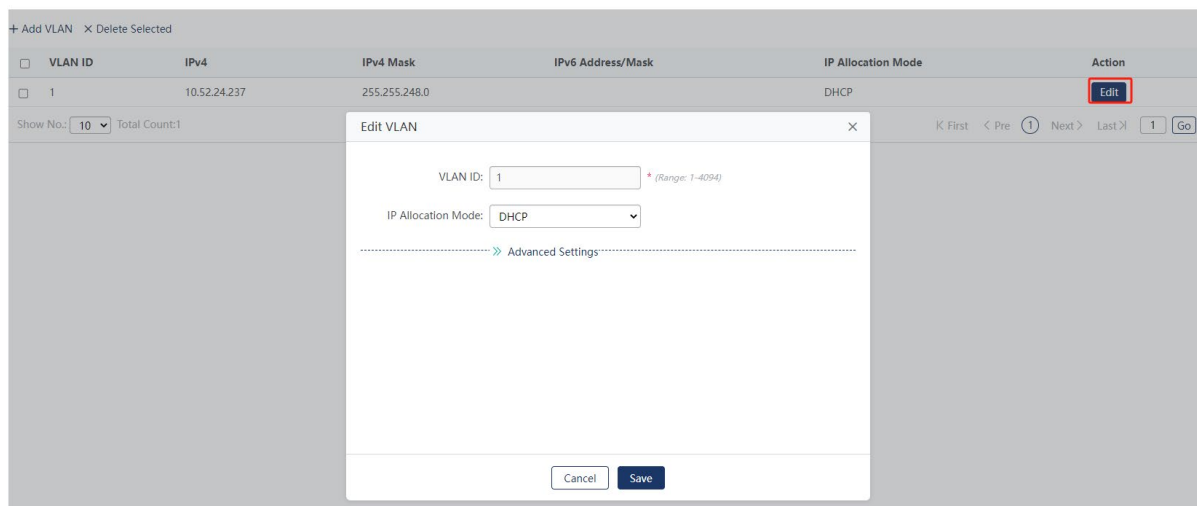 + Add VLAN × Delete Selected
VLAN ID IPv4 IPv4 Mask IPv6 Address/Mask IP Allocation Mode Action
1 10.52.24.237 255.255.248.0 DHCP Edit
Show No.: 10 Total Count:1 First Pre 1 Next Last 1 Go
Edit VLAN ×
VLAN ID: 1 * (Range: 1-4094)
IP Allocation Mode: DHCP
Advanced Settings
Cancel Save